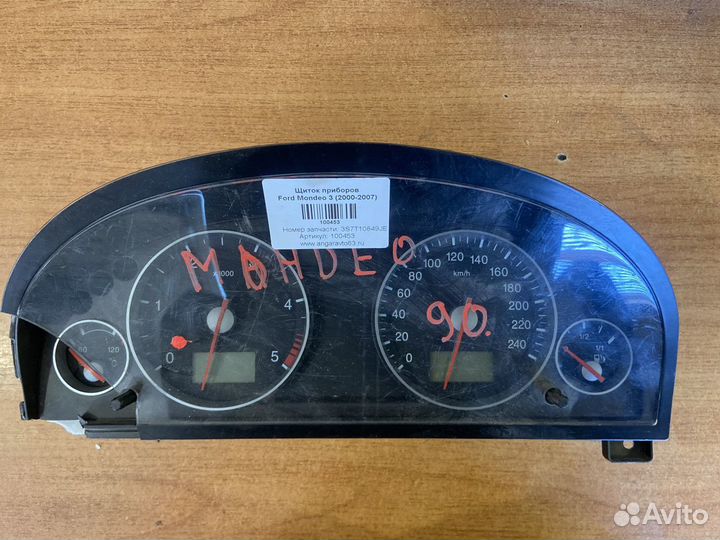 Щиток приборов
Ford Mondeo 3 (2000-2007)
100453
Номер запчасти: 3S7T10849JE
Артикул: 100453
www.angaravto63.ru
MONDEO
90.
x1000
0
1
4
5
km/h
0
20
40
60
80
100
120
140
160
180
200
220
240
60
120
°C
1/2
1/1
Avito